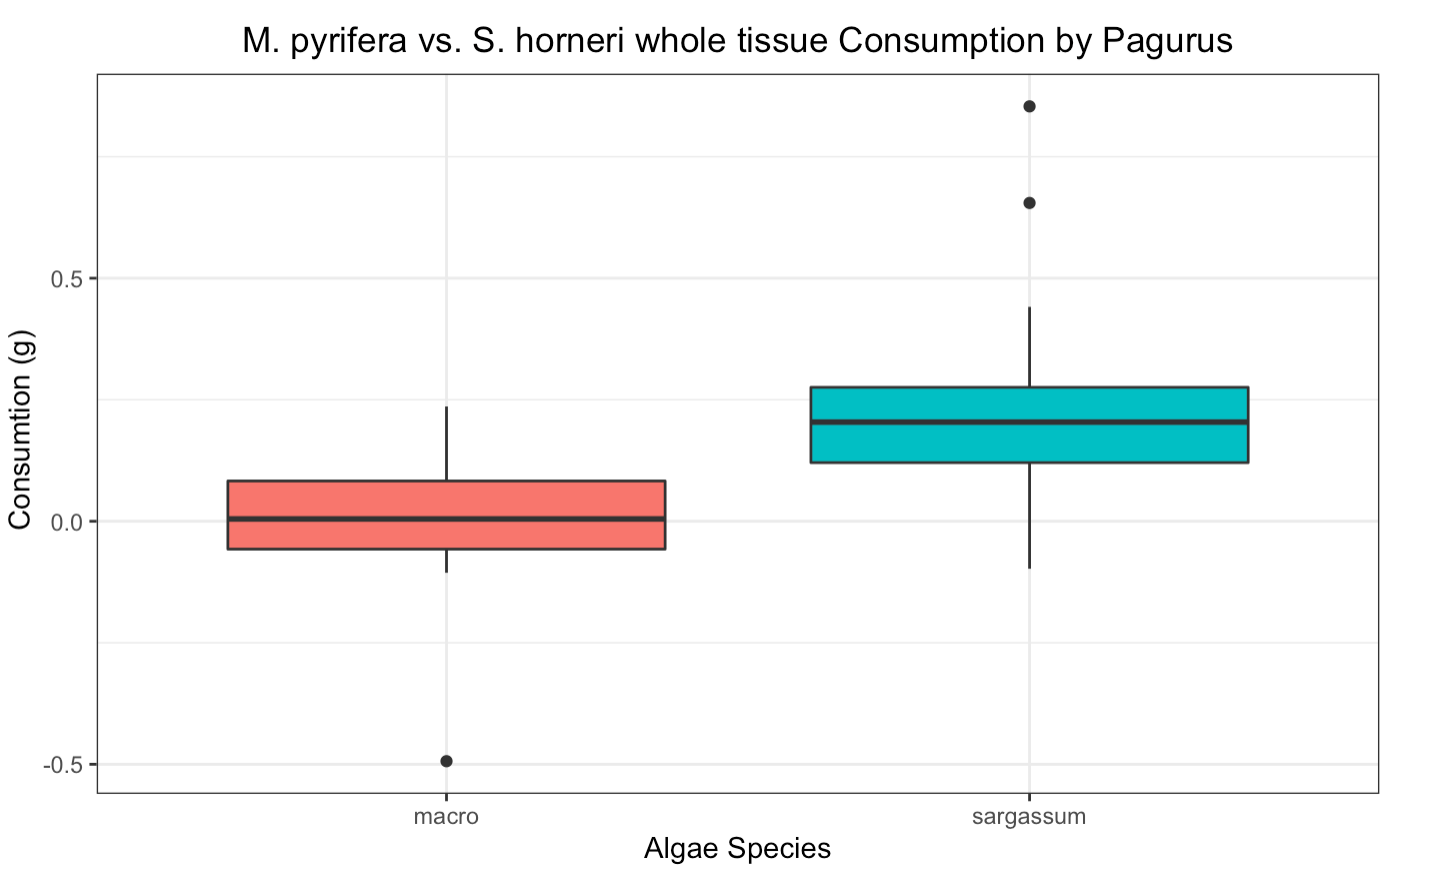 M. pyrifera vs. S. horneri whole tissue Consumption by Pagurus
Consumtion (g)
0.5
0.0
-0.5
macro
sargassum
Algae Species